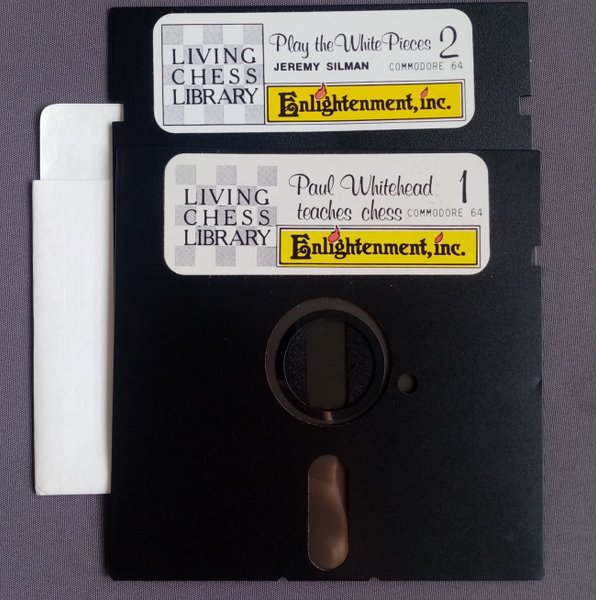 LIVING
CHESS
LIBRARY
Play the White Pieces 2
JEREMY SILMAN COMMODORE 64
Enlightenment, inc.
LIVING
CHESS
LIBRARY
Paul Whitehead 1
teaches chess COMMODORE 64
Enlightenment, inc.